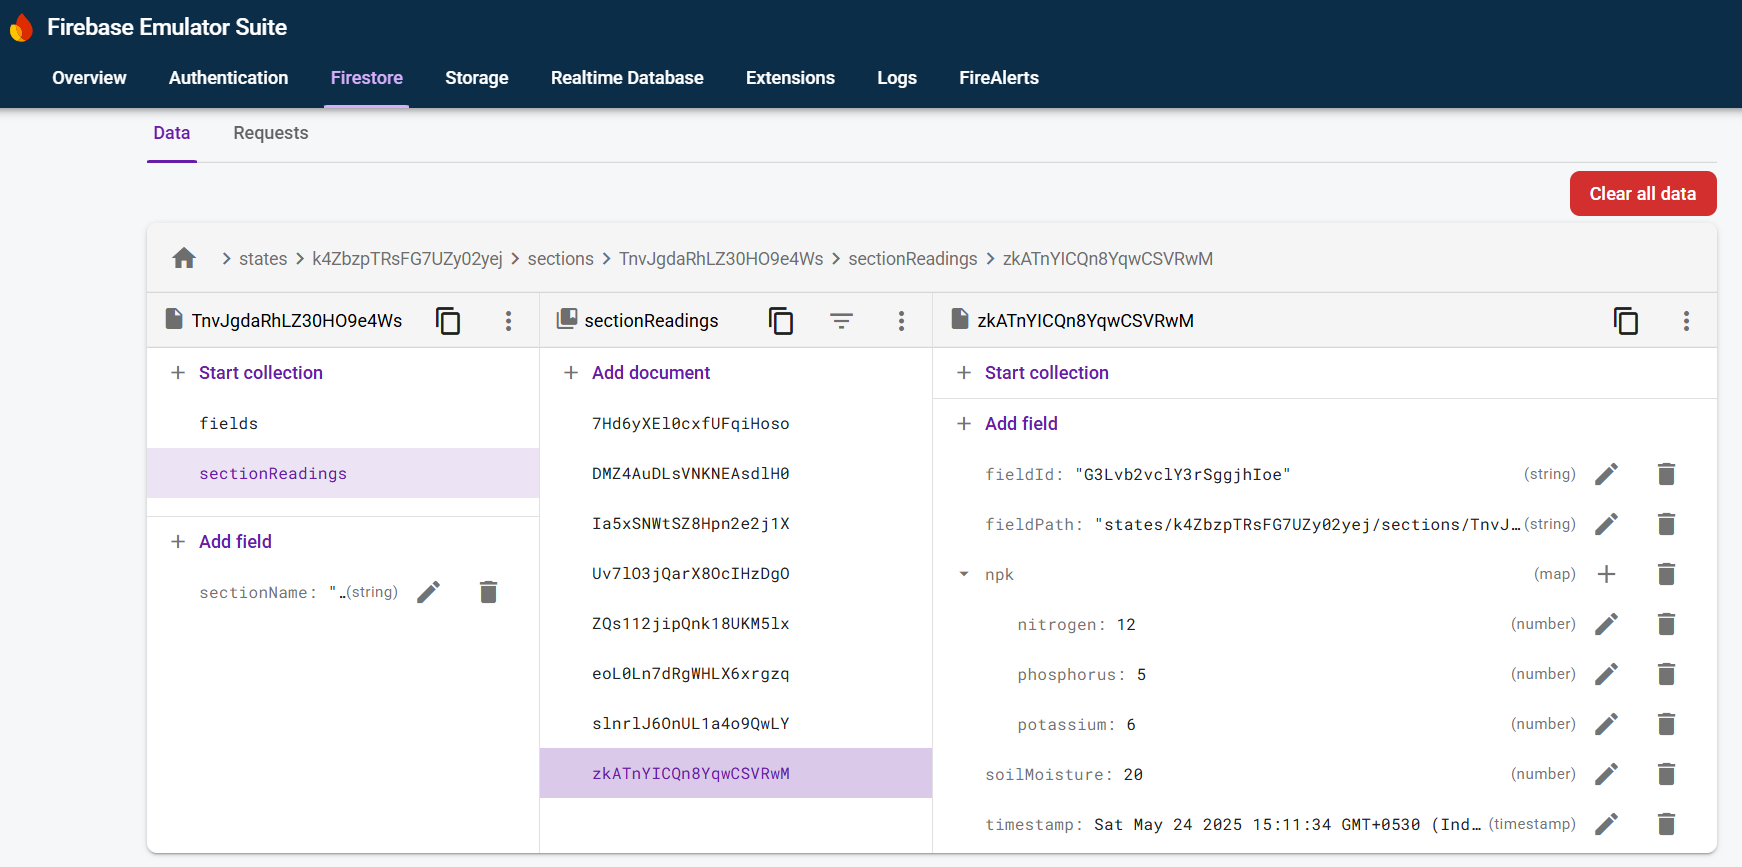 Firebase Emulator Suite
Overview Authentication Firestore Storage Realtime Database Extensions Logs FireAlerts
Data Requests
Clear all data
states k4ZbzpTRsFG7UZy02yej sections TnvJgdaRhLZ30HO9e4Ws sectionReadings zkATnYICQn8YqwCSVRwM
TnvJgdaRhLZ30HO9e4Ws
Start collection
fields
sectionReadings
Add field
sectionName: "…(string)
sectionReadings
Add document
7Hd6yXEl0cxfUFqiHoso
DMZ4AuDLsVNKNEAsdlH0
Ia5xSNWtSZ8Hpn2e2j1X
Uv7lO3jQarX8OcIHzDgO
ZQs112jipQnk18UKM5lx
eoL0Ln7dRgWHLX6xrgzq
slnrlJ6OnUL1a4o9QwLY
zkATnYICQn8YqwCSVRwM
zkATnYICQn8YqwCSVRwM
Start collection
Add field
fieldId: "G3Lvb2vclY3rSggjhIoe" (string)
fieldPath: "states/k4ZbzpTRsFG7UZy02yej/sections/TnvJ… (string)
npk (map)
nitrogen: 12 (number)
phosphorus: 5 (number)
potassium: 6 (number)
soilMoisture: 20 (number)
timestamp: Sat May 24 2025 15:11:34 GMT+0530 (Ind… (timestamp)